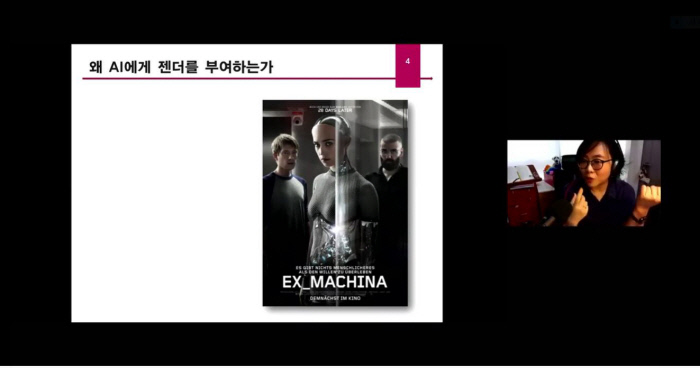 왜 AI에게 젠더를 부여하는가
4
28 DAYS LATER
ES GIBT NICHTS MENSCHLICHERES
ALS DEN WILLEN ZU ÜBERLEBEN
EX_MACHINA
DEMNÄCHST IM KINO